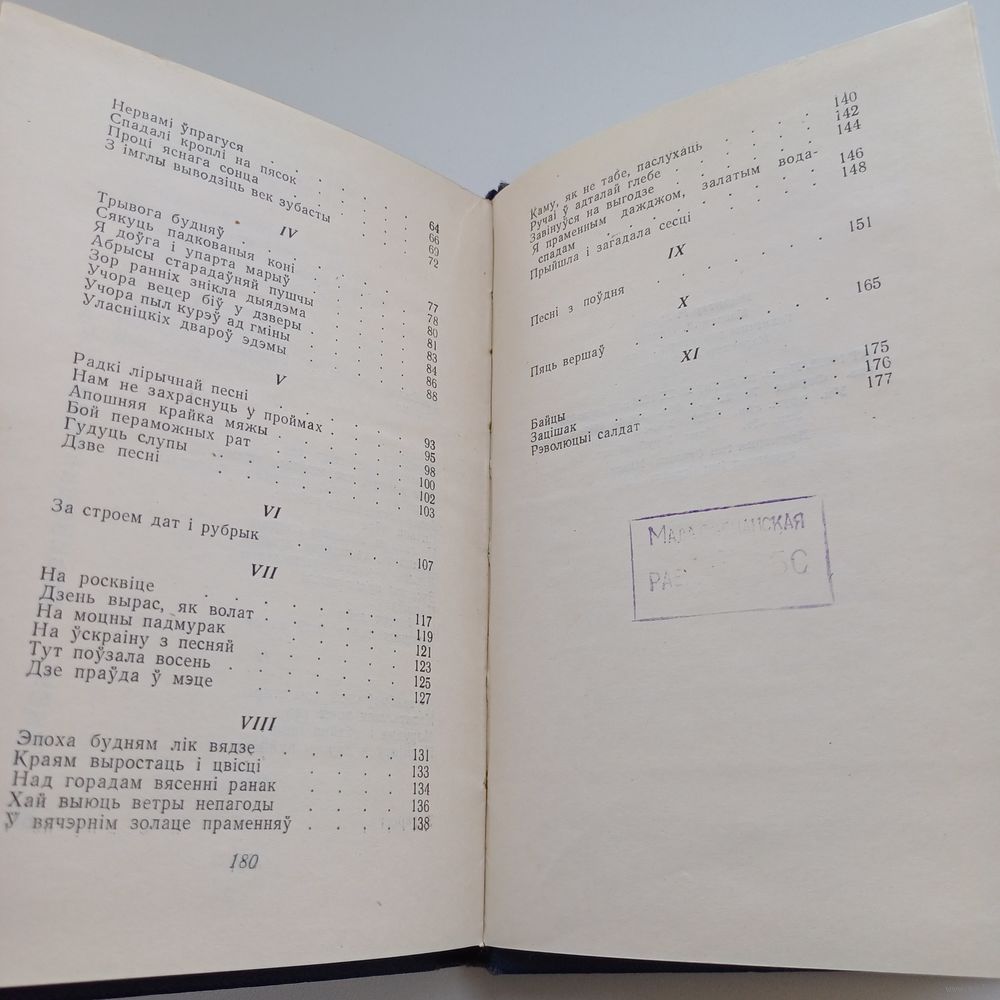 Нервамі ўпрагуся . . . . 64
Спадалі кроплі на пясок . . . . 66
Проці яснага сонца . . . . 69
З імглы выводзіць век зубасты . . . . 72
IV
Трывога будняў . . . . 77
Сякуць падкованыя коні . . . . 78
Я доўга і упарта марыў . . . . 80
Абрысы старадаўняй пушчы . . . . 81
Зор ранніх знікла дыядэма . . . . 83
Учора вецер біў у дзверы . . . . 84
Учора пыл курэў ад гміны . . . . 86
Уласніцкіх двароў эдэмы . . . . 88
V
Радкі лірычнай песні . . . . 93
Нам не захраснуць у проймах . . . . 95
Апошняя крайка мяжы . . . . 98
Бой пераможных рат . . . . 100
Гудуць слупы . . . . 102
Дзве песні . . . . 103
VI
За строем дат і рубрык . . . . 107
VII
На росквіце . . . . 117
Дзень вырас, як волат . . . . 119
На моцны падмурак . . . . 121
На ўскраіну з песняй . . . . 123
Тут поўзала восень . . . . 125
Дзе праўда ў мэце . . . . 127
VIII
Эпоха будням лік вядзе . . . . 131
Краям выростаць і цвісці . . . . 133
Над горадам вясенні ранак . . . . 134
Хай выюць ветры непагоды . . . . 136
Ў вячэрнім золаце праменняў . . . . 138
180
Каму, як не табе, паслухаць . . . . 140
Ручаі ў адталай глебе . . . . 142
Завінуўся на выгодзе . . . . 144
Я праменным дажджом, залатым вода-
спадам . . . . 146
Прыйшла і загадала сесці . . . . 148
IX
Песні з поўдня . . . . 151
X
Пяць вершаў . . . . 165
XI
Байцы . . . . 175
Зацішак . . . . 176
Рэволюцыі салдат . . . . 177